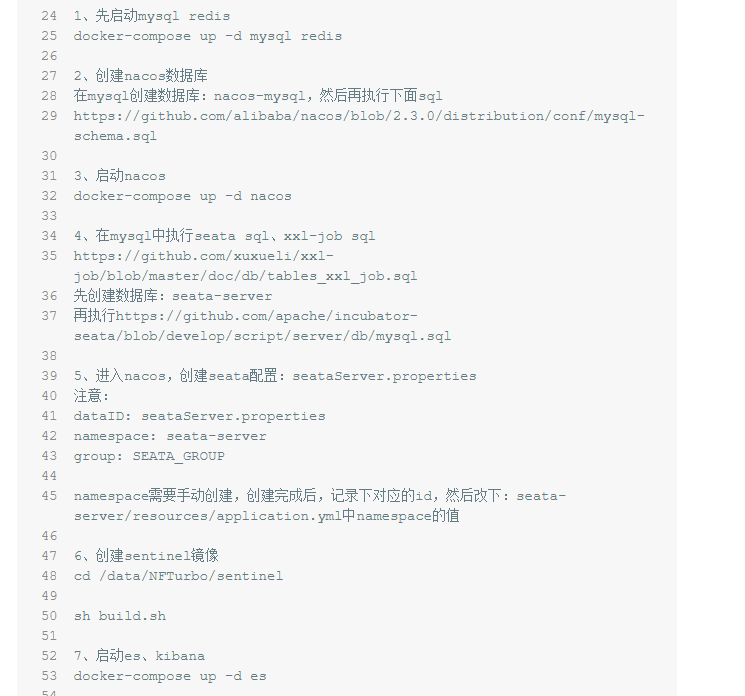 24 1、先启动mysql redis
25 docker-compose up -d mysql redis
26
27 2、创建nacos数据库
28 在mysql创建数据库：nacos-mysql，然后再执行下面sql
29 https://github.com/alibaba/nacos/blob/2.3.0/distribution/conf/mysql-
schema.sql
30
31 3、启动nacos
32 docker-compose up -d nacos
33
34 4、在mysql中执行seata sql、xxl-job sql
35 https://github.com/xuxueli/xxl-
job/blob/master/doc/db/tables_xxl_job.sql
36 先创建数据库：seata-server
37 再执行https://github.com/apache/incubator-
seata/blob/develop/script/server/db/mysql.sql
38
39 5、进入nacos，创建seata配置：seataServer.properties
40 注意：
41 dataID: seataServer.properties
42 namespace: seata-server
43 group: SEATA_GROUP
44
45 namespace需要手动创建，创建完成后，记录下对应的id，然后改下：seata-
server/resources/application.yml中namespace的值
46
47 6、创建sentinel镜像
48 cd /data/NFTurbo/sentinel
49
50 sh build.sh
51
52 7、启动es、kibana
53 docker-compose up -d es